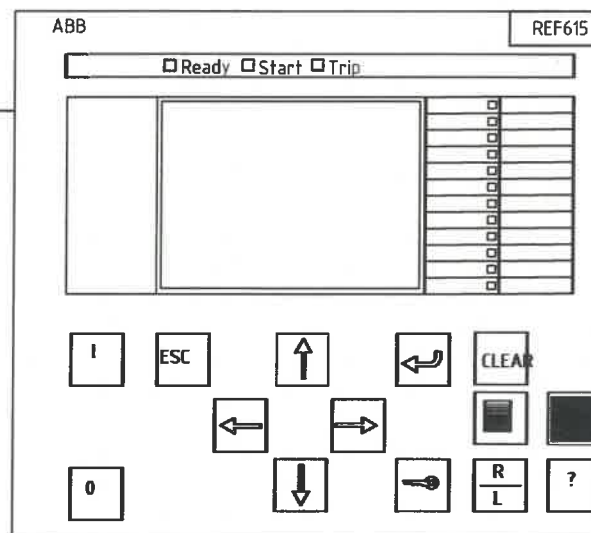 ABB REF615
Ready Start Trip
I ESC CLEAR
0 R
L ?